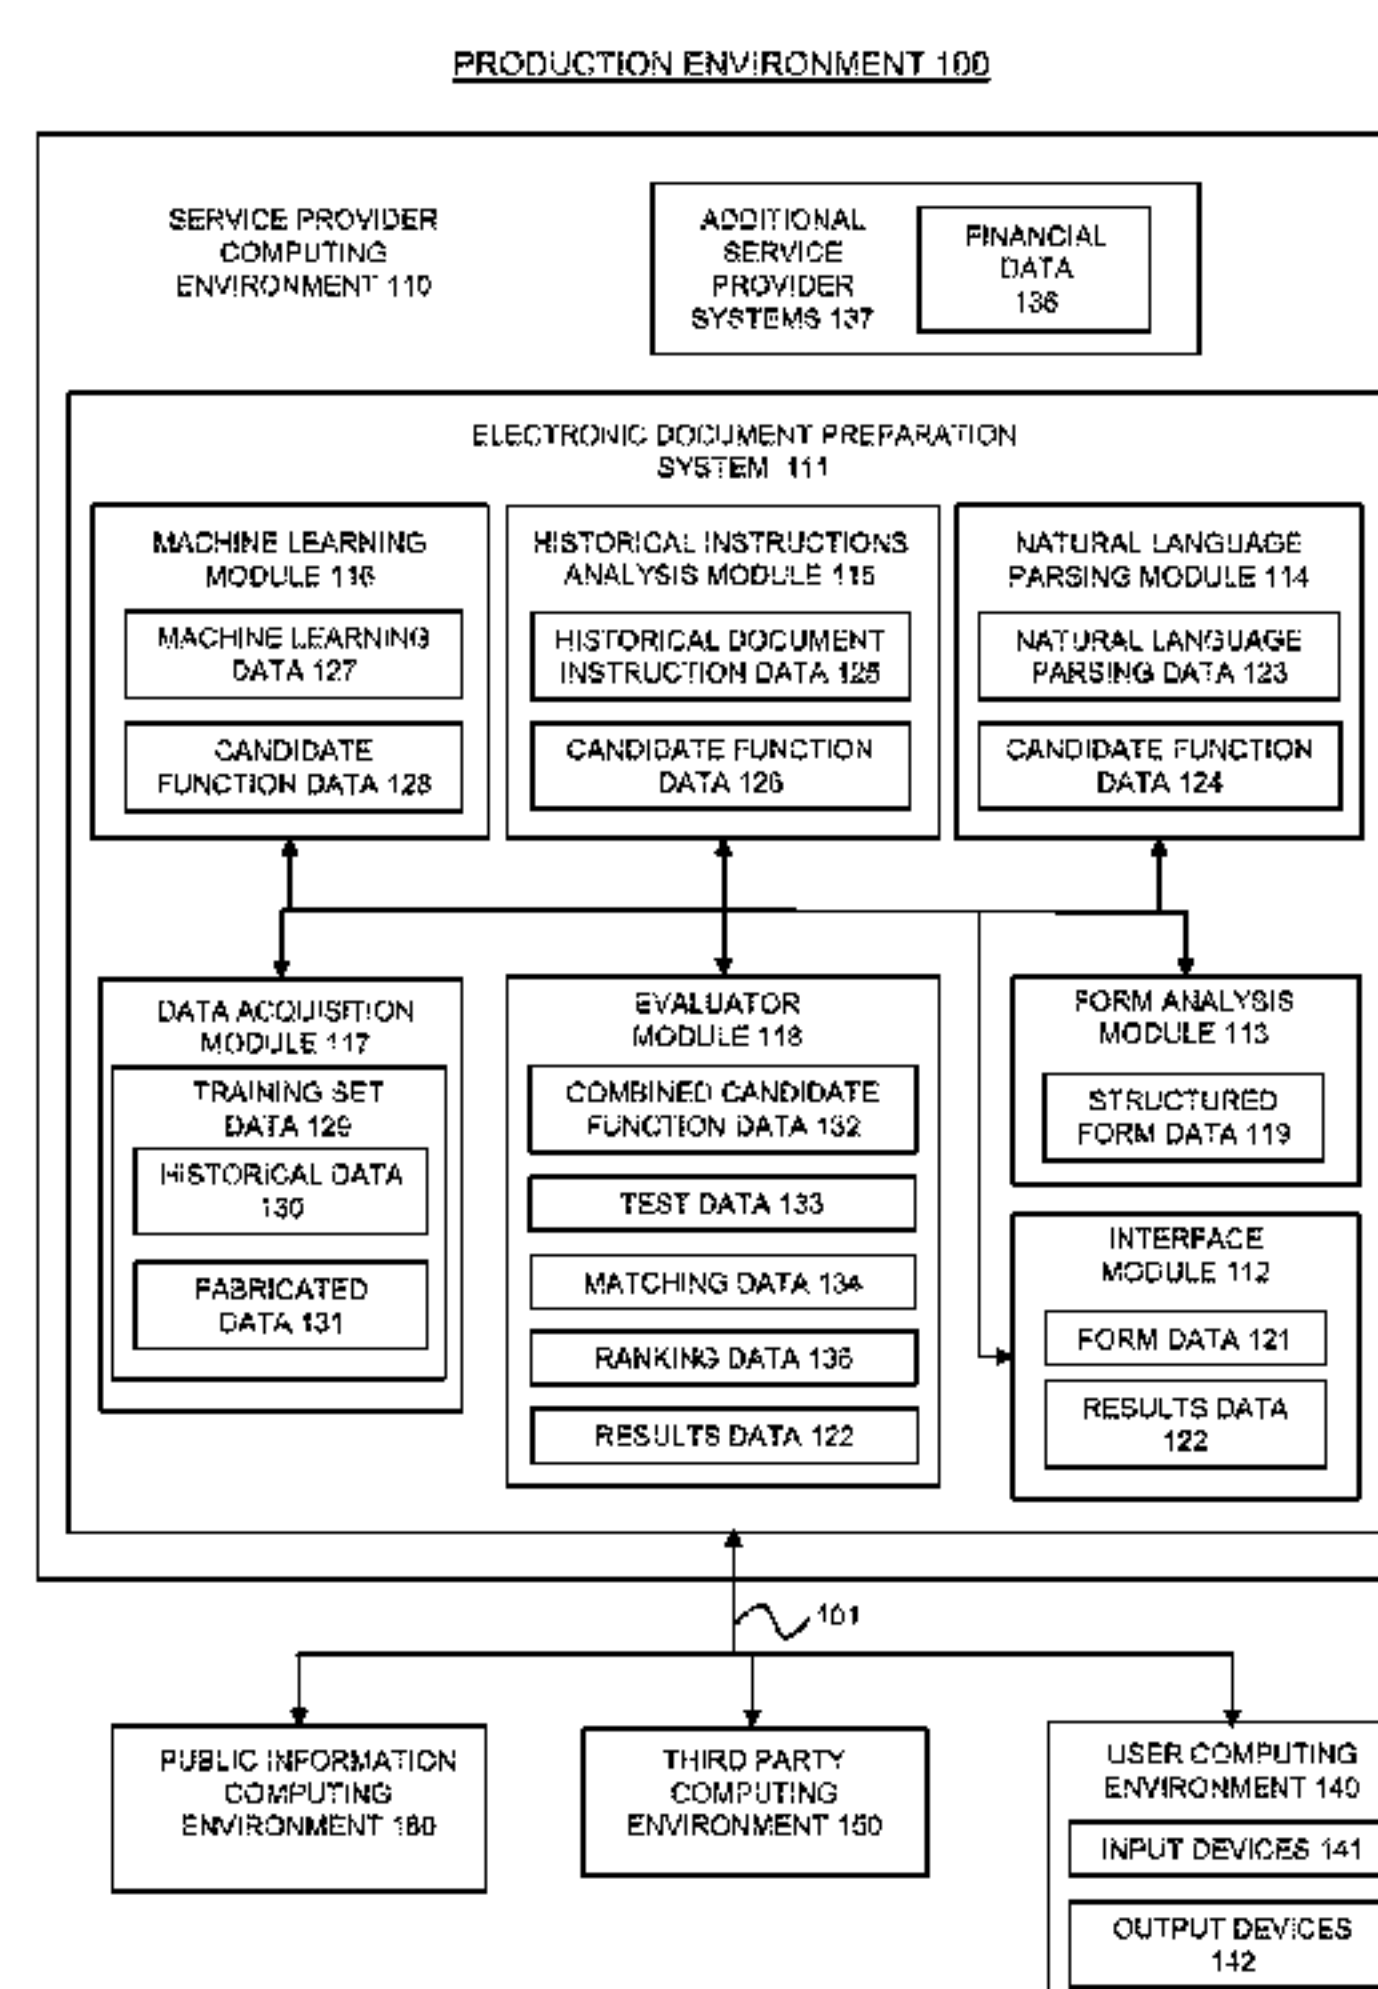 PRODUCTION ENVIRONMENT 100
SERVICE PROVIDER
COMPUTING
ENVIRONMENT 110
ADDITIONAL
SERVICE
PROVIDER
SYSTEMS 137
FINANCIAL
DATA
136
ELECTRONIC DOCUMENT PREPARATION
SYSTEM 111
MACHINE LEARNING
MODULE 116
MACHINE LEARNING
DATA 127
CANDIDATE
FUNCTION DATA 128
HISTORICAL INSTRUCTIONS
ANALYSIS MODULE 115
HISTORICAL DOCUMENT
INSTRUCTION DATA 125
CANDIDATE FUNCTION
DATA 126
NATURAL LANGUAGE
PARSING MODULE 114
NATURAL LANGUAGE
PARSING DATA 123
CANDIDATE FUNCTION
DATA 124
DATA ACQUISITION
MODULE 117
TRAINING SET
DATA 129
HISTORICAL DATA
130
FABRICATED
DATA 131
EVALUATOR
MODULE 118
COMBINED CANDIDATE
FUNCTION DATA 132
TEST DATA 133
MATCHING DATA 134
RANKING DATA 135
RESULTS DATA 122
FORM ANALYSIS
MODULE 113
STRUCTURED
FORM DATA 119
INTERFACE
MODULE 112
FORM DATA 121
RESULTS DATA
122
101
PUBLIC INFORMATION
COMPUTING
ENVIRONMENT 160
THIRD PARTY
COMPUTING
ENVIRONMENT 150
USER COMPUTING
ENVIRONMENT 140
INPUT DEVICES 141
OUTPUT DEVICES
142